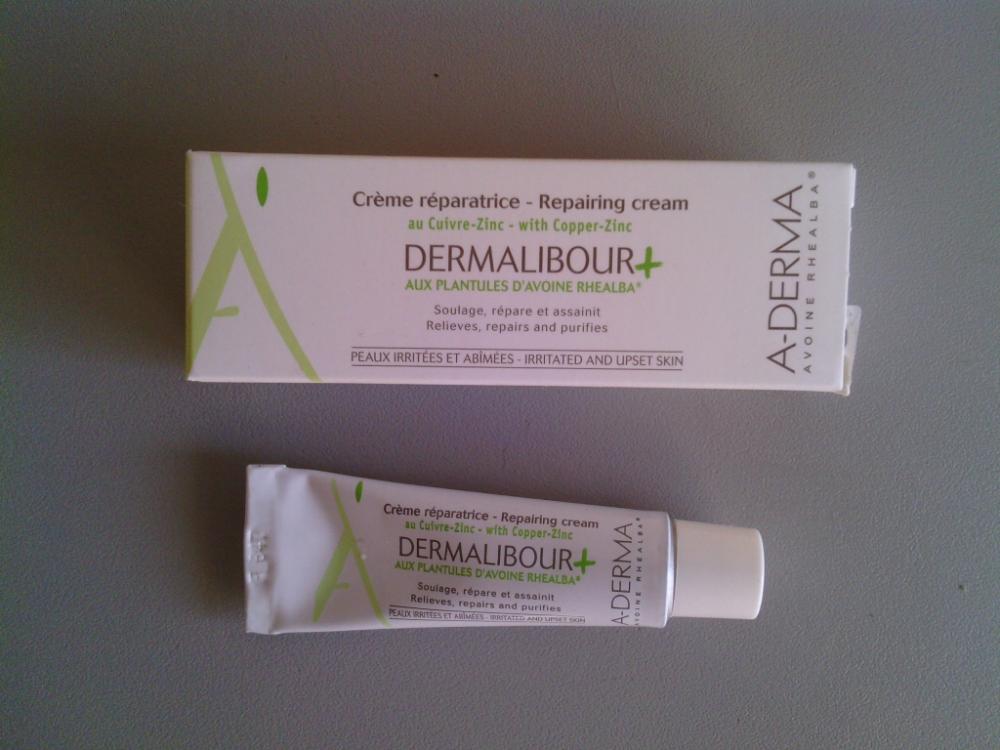 Crème réparatrice - Repairing cream
au Cuivre-Zinc - with Copper-Zinc
DERMALIBOUR+
AUX PLANTULES D'AVOINE RHEALBA®
Soulage, répare et assainit
Relieves, repairs and purifies
PEAUX IRRITÉES ET ABÎMÉES - IRRITATED AND UPSET SKIN
A-DERMA
AVOINE RHEALBA®
Crème réparatrice - Repairing cream
au Cuivre-Zinc - with Copper-Zinc
DERMALIBOUR+
AUX PLANTULES D'AVOINE RHEALBA®
Soulage, répare et assainit
Relieves, repairs and purifies
PEAUX IRRITÉES ET ABÎMÉES - IRRITATED AND UPSET SKIN
A-DERMA
AVOINE RHEALBA®